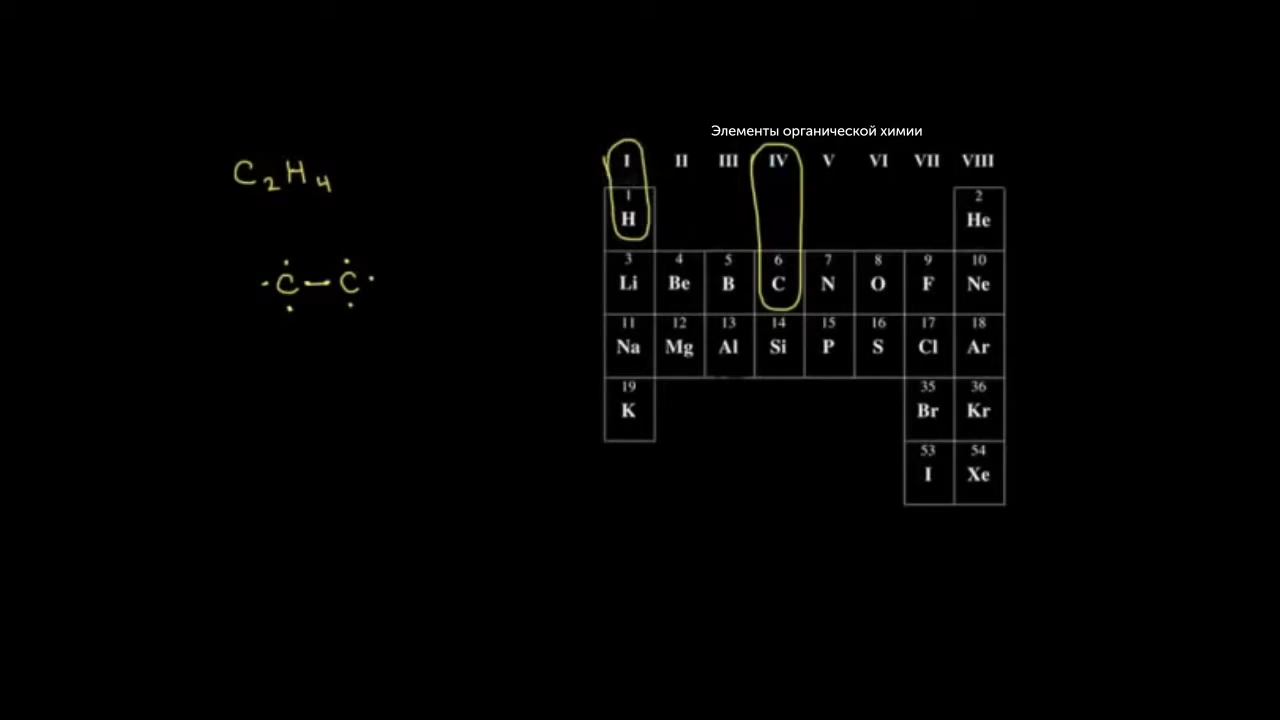 C₂H₄
C–C
Элементы органической химии
I II III IV V VI VII VIII
1 2
H He
3 4 5 6 7 8 9 10
Li Be B C N O F Ne
11 12 13 14 15 16 17 18
Na Mg Al Si P S Cl Ar
19 35 36
K Br Kr
53 54
I Xe